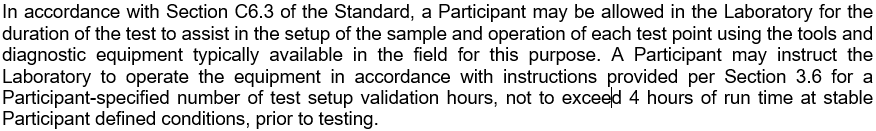 In accordance with Section C6.3 of the Standard, a Participant may be allowed in the Laboratory for the
duration of the test to assist in the setup of the sample and operation of each test point using the tools and
diagnostic equipment typically available in the field for this purpose. A Participant may instruct the
Laboratory to operate the equipment in accordance with instructions provided per Section 3.6 for a
Participant-specified number of test setup validation hours, not to exceed 4 hours of run time at stable
Participant defined conditions, prior to testing.